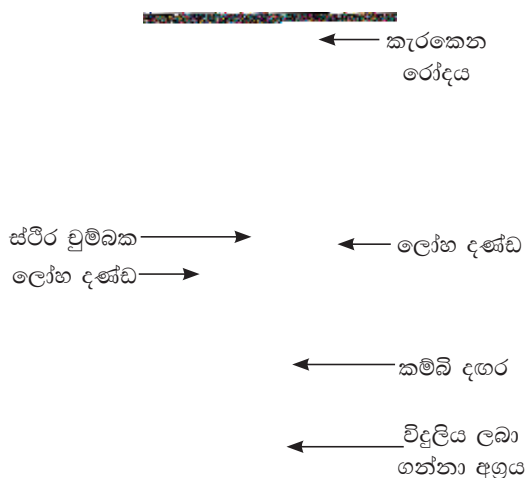 කැරකෙන
රෝදය
ස්ථිර චුම්බක
ලෝහ දණ්ඩ
ලෝහ දණ්ඩ
කම්බි දඟර
විදුලිය ලබා
ගන්නා අග්‍රය